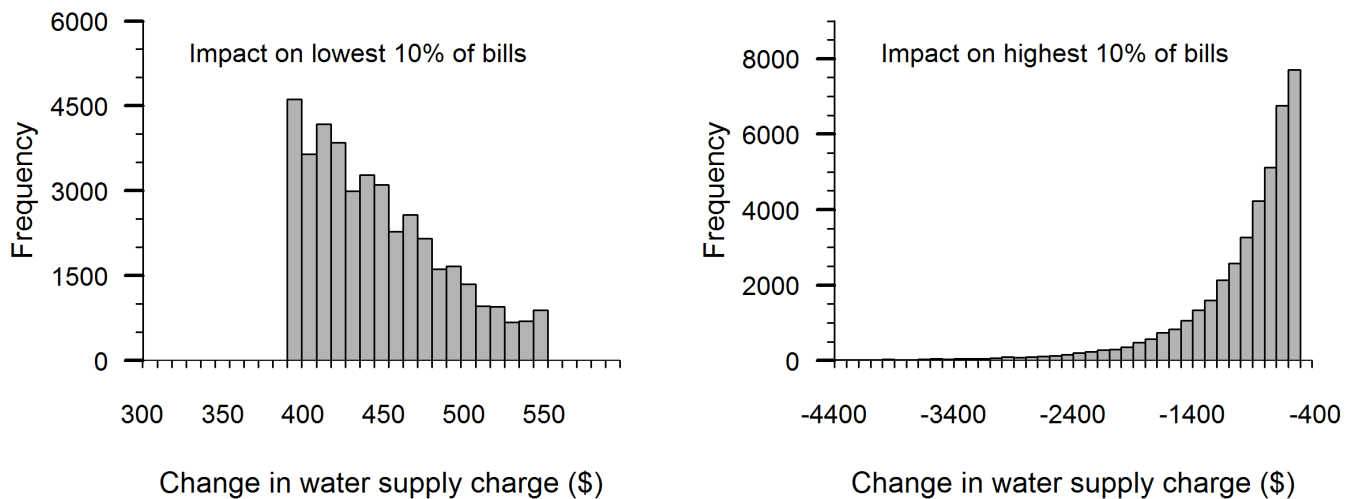 Impact on lowest 10% of bills
Frequency
6000
4500
3000
1500
0
300 350 400 450 500 550
Change in water supply charge ($)
Impact on highest 10% of bills
Frequency
8000
6000
4000
2000
0
-4400 -3400 -2400 -1400 -400
Change in water supply charge ($)